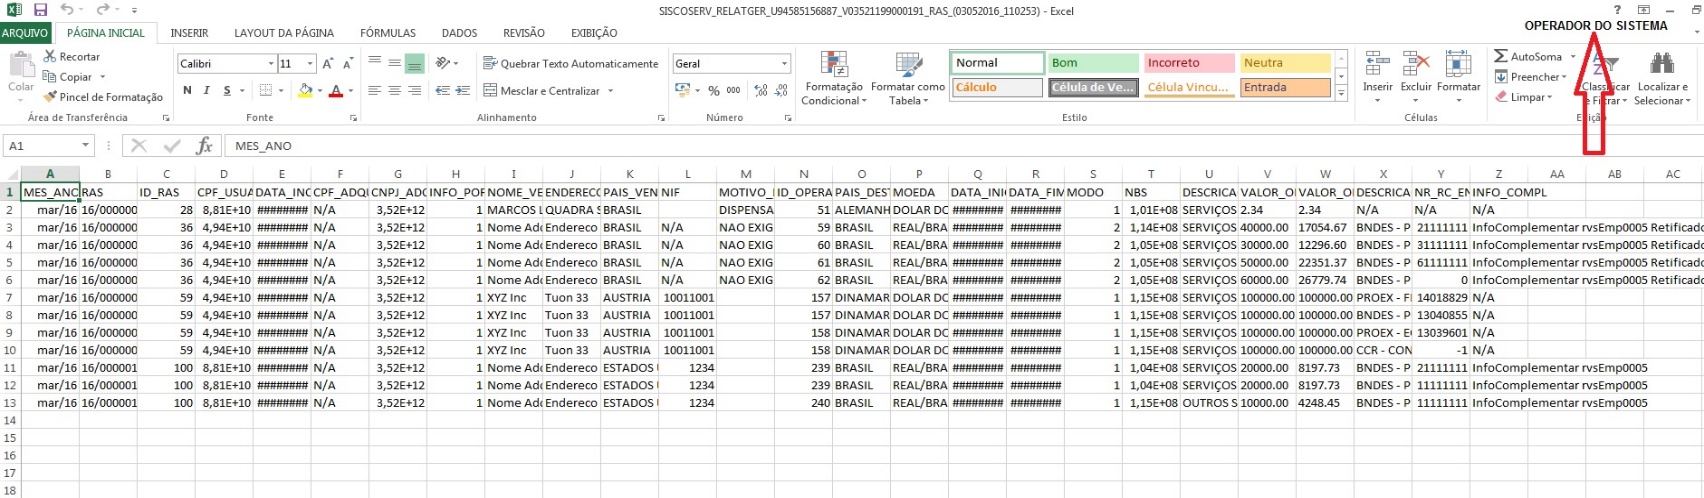 SISCOSERV_RELATGER_U94585156887_V03521199000191_RAS_(03052016_110253) - Excel
OPERADOR DO SISTEMA
ARQUIVO PÁGINA INICIAL INSERIR LAYOUT DA PÁGINA FÓRMULAS DADOS REVISÃO EXIBIÇÃO
Colar
Recortar
Copiar
Pincel de Formatação
Área de Transferência
Calibri 11
N I S
Fonte
Quebrar Texto Automaticamente
Mesclar e Centralizar
Alinhamento
Geral
% 000
Número
Formatação Condicional
Formatar como Tabela
Normal Bom Incorreto Neutra
Cálculo Célula de Ve... Célula Vincu... Entrada
Estilo
Inserir Excluir Formatar
Células
AutoSoma
Preencher
Limpar
Classificar e Filtrar
Localizar e Selecionar
A1 fx MES_ANO
A B C D E F G H I J K L M N O P Q R S T U V W X Y Z AA AB AC
1 MES_ANO RAS ID_RAS CPF_USUA DATA_INC CPF_ADQI CNPJ_ADC INFO_POF NOME_VE ENDEREC PAIS_VEN NIF MOTIVO_ ID_OPERA PAIS_DEST MOEDA DATA_INI DATA_FIM MODO NBS DESCRICA VALOR_O VALOR_O DESCRICA NR_RC_EN INFO_COMPL
2 mar/16 16/000000 28 8,81E+10 ######## N/A 3,52E+12 1 MARCOS L QUADRA S BRASIL DISPENSA 51 ALEMANH DOLAR DO ######## ######## 1 1,01E+08 SERVIÇOS 2.34 2.34 N/A N/A N/A
3 mar/16 16/000000 36 4,94E+10 ######## N/A 3,52E+12 1 Nome Ado Endereco BRASIL N/A NAO EXIG 59 BRASIL REAL/BRA ######## ######## 2 1,14E+08 SERVIÇOS 40000.00 17054.67 BNDES - P 21111111 InfoComplementar rvsEmp0005 Retificado
4 mar/16 16/000000 36 4,94E+10 ######## N/A 3,52E+12 1 Nome Ado Endereco BRASIL N/A NAO EXIG 60 BRASIL REAL/BRA ######## ######## 2 1,05E+08 SERVIÇOS 30000.00 12296.60 BNDES - P 31111111 InfoComplementar rvsEmp0005 Retificado
5 mar/16 16/000000 36 4,94E+10 ######## N/A 3,52E+12 1 Nome Ado Endereco BRASIL N/A NAO EXIG 61 BRASIL REAL/BRA ######## ######## 2 1,05E+08 SERVIÇOS 50000.00 22351.37 BNDES - P 61111111 InfoComplementar rvsEmp0005 Retificado
6 mar/16 16/000000 36 4,94E+10 ######## N/A 3,52E+12 1 Nome Ado Endereco BRASIL N/A NAO EXIG 62 BRASIL REAL/BRA ######## ######## 2 1,05E+08 SERVIÇOS 60000.00 26779.74 BNDES - P 0 InfoComplementar rvsEmp0005 Retificado
7 mar/16 16/000000 59 4,94E+10 ######## N/A 3,52E+12 1 XYZ Inc Tuon 33 AUSTRIA 10011001 157 DINAMAR DOLAR DO ######## ######## 1 1,15E+08 SERVIÇOS 100000.00 100000.00 PROEX - F 14018829 N/A
8 mar/16 16/000000 59 4,94E+10 ######## N/A 3,52E+12 1 XYZ Inc Tuon 33 AUSTRIA 10011001 157 DINAMAR DOLAR DO ######## ######## 1 1,15E+08 SERVIÇOS 100000.00 100000.00 BNDES - P 13040855 N/A
9 mar/16 16/000000 59 4,94E+10 ######## N/A 3,52E+12 1 XYZ Inc Tuon 33 AUSTRIA 10011001 158 DINAMAR DOLAR DO ######## ######## 1 1,15E+08 SERVIÇOS 100000.00 100000.00 PROEX - E 13039601 N/A
10 mar/16 16/000000 59 4,94E+10 ######## N/A 3,52E+12 1 XYZ Inc Tuon 33 AUSTRIA 10011001 158 DINAMAR DOLAR DO ######## ######## 1 1,15E+08 SERVIÇOS 100000.00 100000.00 CCR - CON -1 N/A
11 mar/16 16/000001 100 8,81E+10 ######## N/A 3,52E+12 1 Nome Ado Endereco ESTADOS 1234 239 BRASIL REAL/BRA ######## ######## 1 1,04E+08 SERVIÇOS 20000.00 8197.73 BNDES - P 21111111 InfoComplementar rvsEmp0005
12 mar/16 16/000001 100 8,81E+10 ######## N/A 3,52E+12 1 Nome Ado Endereco ESTADOS 1234 239 BRASIL REAL/BRA ######## ######## 1 1,04E+08 SERVIÇOS 20000.00 8197.73 BNDES - P 11111111 InfoComplementar rvsEmp0005
13 mar/16 16/000001 100 8,81E+10 ######## N/A 3,52E+12 1 Nome Ado Endereco ESTADOS 1234 240 BRASIL REAL/BRA ######## ######## 1 1,15E+08 OUTROS S 10000.00 4248.45 BNDES - P 11111111 InfoComplementar rvsEmp0005
14
15
16
17
18